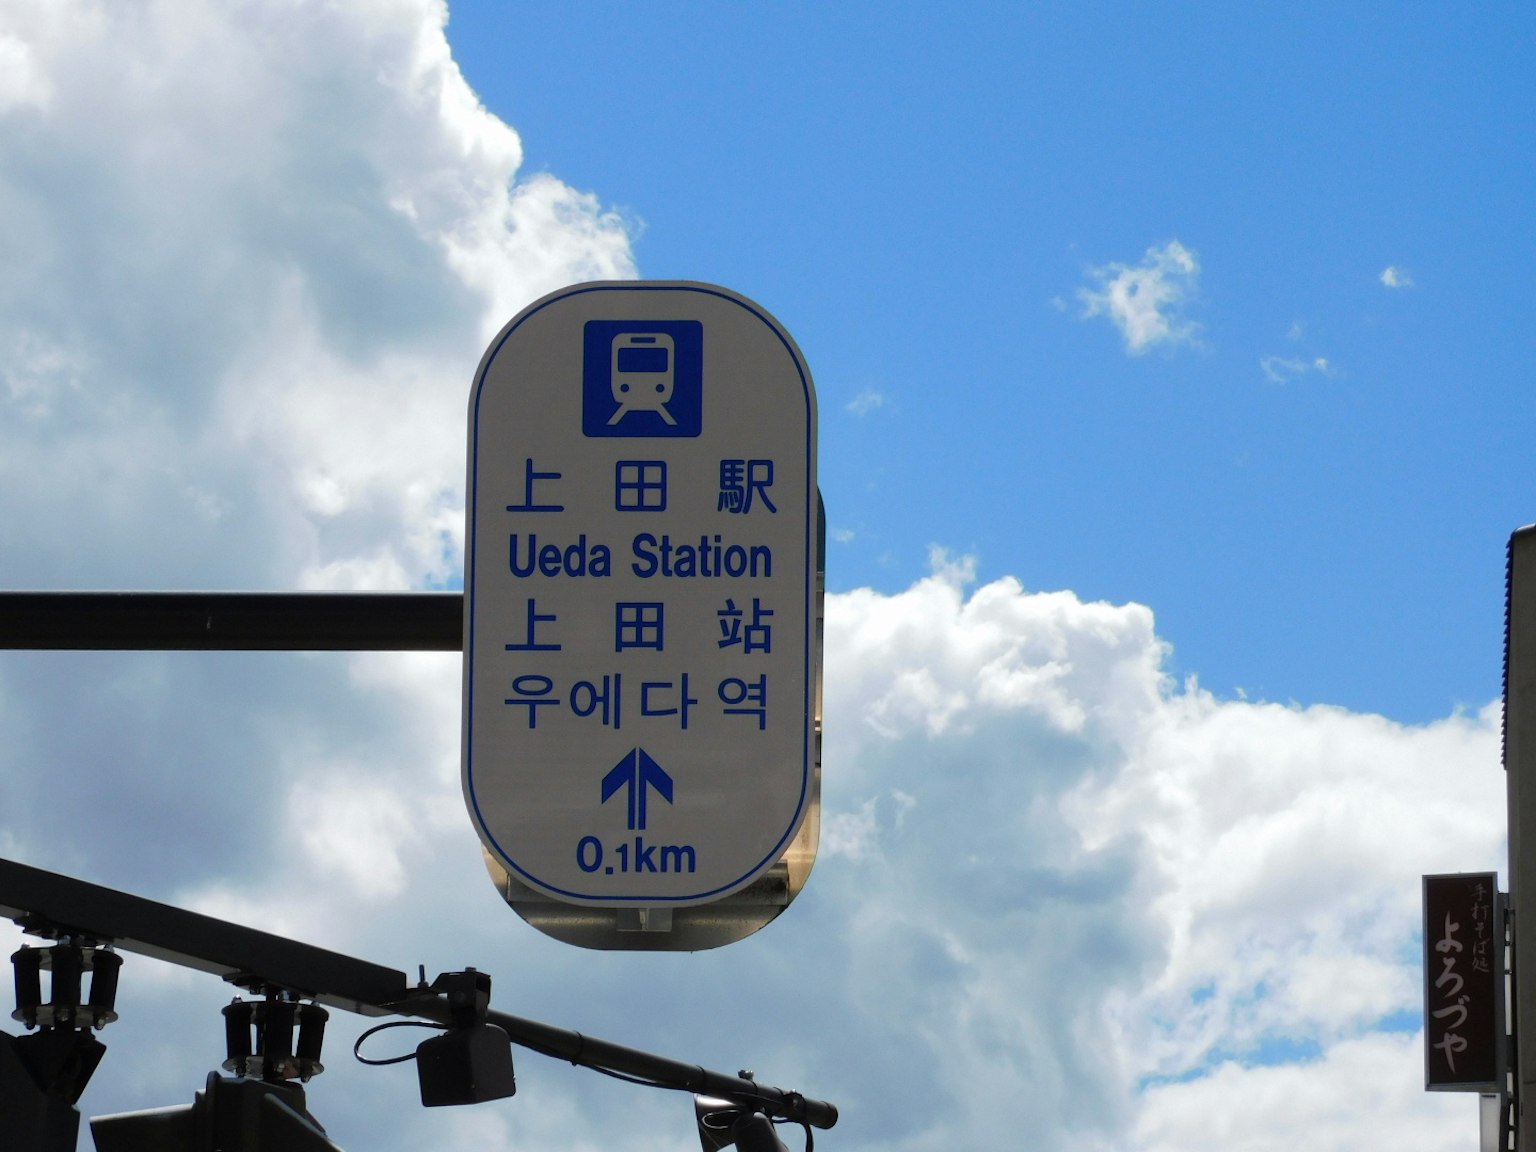 上田駅
Ueda Station
上田站
우에다역
0.1km
手打そば処
よろづや